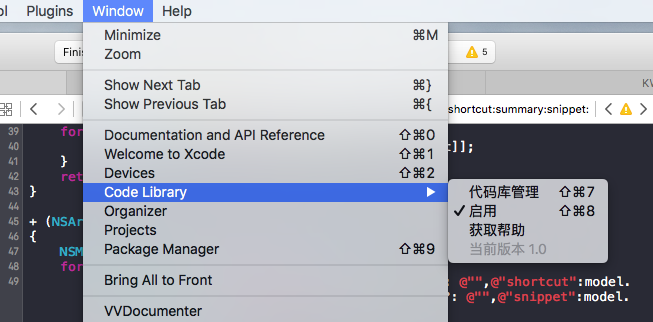 ol Plugins Window Help
Finis
5
Minimize ⌘M
Zoom
Show Next Tab ⌘}
Show Previous Tab ⌘{
KV
shortcut:summary:snippet:
Documentation and API Reference ⇧⌘0
Welcome to Xcode ⇧⌘1
Devices ⇧⌘2
Code Library
Organizer
Projects
Package Manager ⇧⌘9
Bring All to Front
VVDocumenter
代码库管理 ⇧⌘7
✓ 启用 ⇧⌘8
获取帮助
当前版本 1.0
39 for
t]];
40
41 }
42 ret
43 }
44
45 + (NSAr
46 {
47 NSM
48 for
: @"",@"shortcut":model.
49
": @"",@"snippet":model.